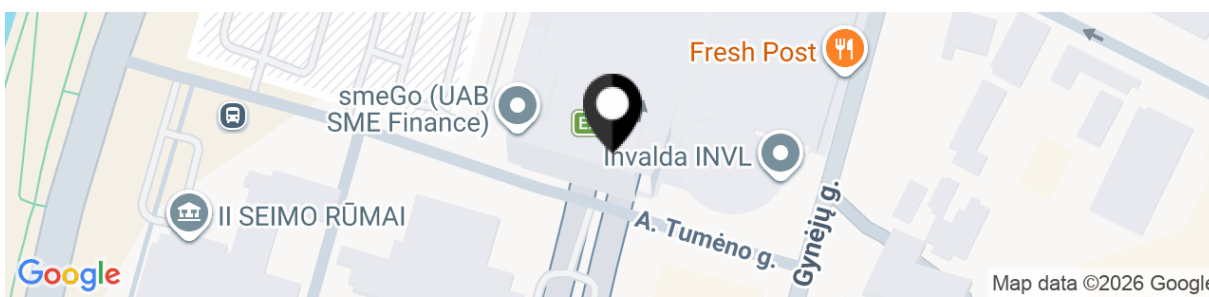 Fresh Post
smeGo (UAB
SME Finance)
E
Invalda INVL
II SEIMO RŪMAI
A. Tumėno g.
Gynėjų g.
Google
Map data ©2026 Google